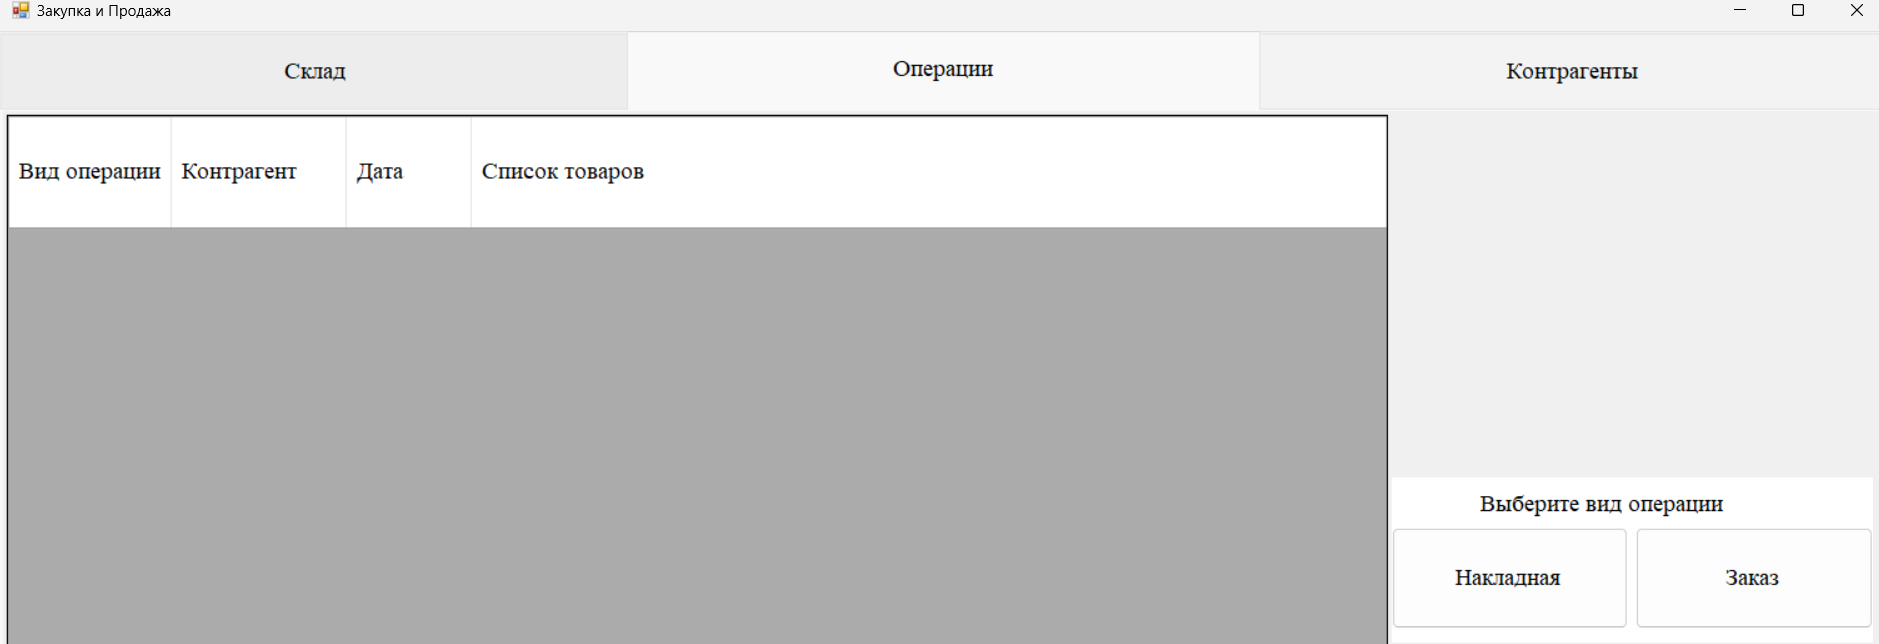 Закупка и Продажа
Склад
Операции
Контрагенты
Вид операции
Контрагент
Дата
Список товаров
Выберите вид операции
Накладная
Заказ